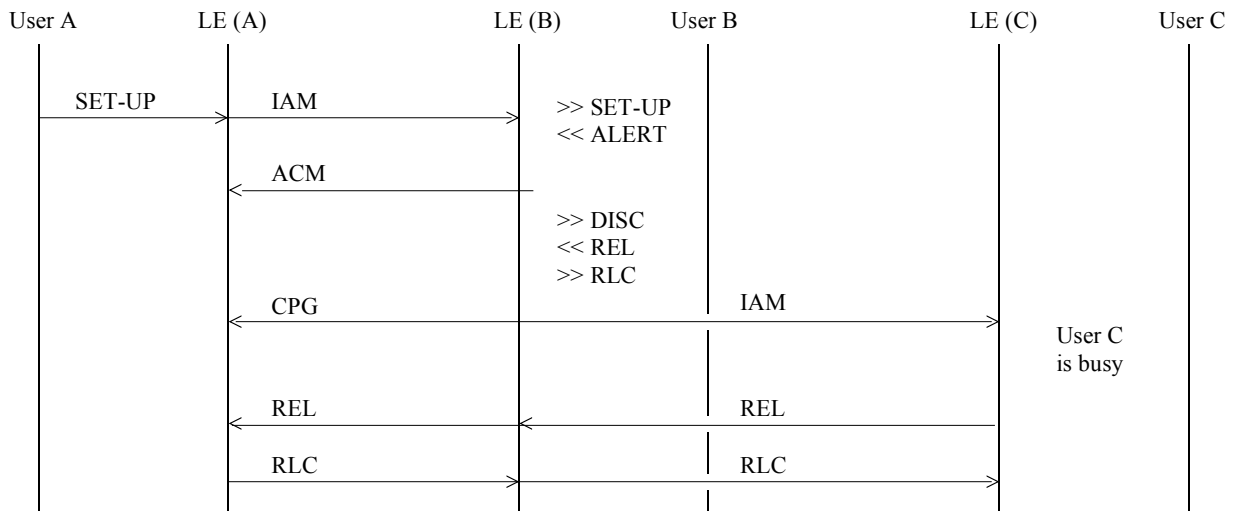 User A LE (A) LE (B) User B LE (C) User C
SET-UP IAM >> SET-UP
<< ALERT
ACM
>> DISC
<< REL
>> RLC
CPG IAM
User C
is busy
REL REL
RLC RLC